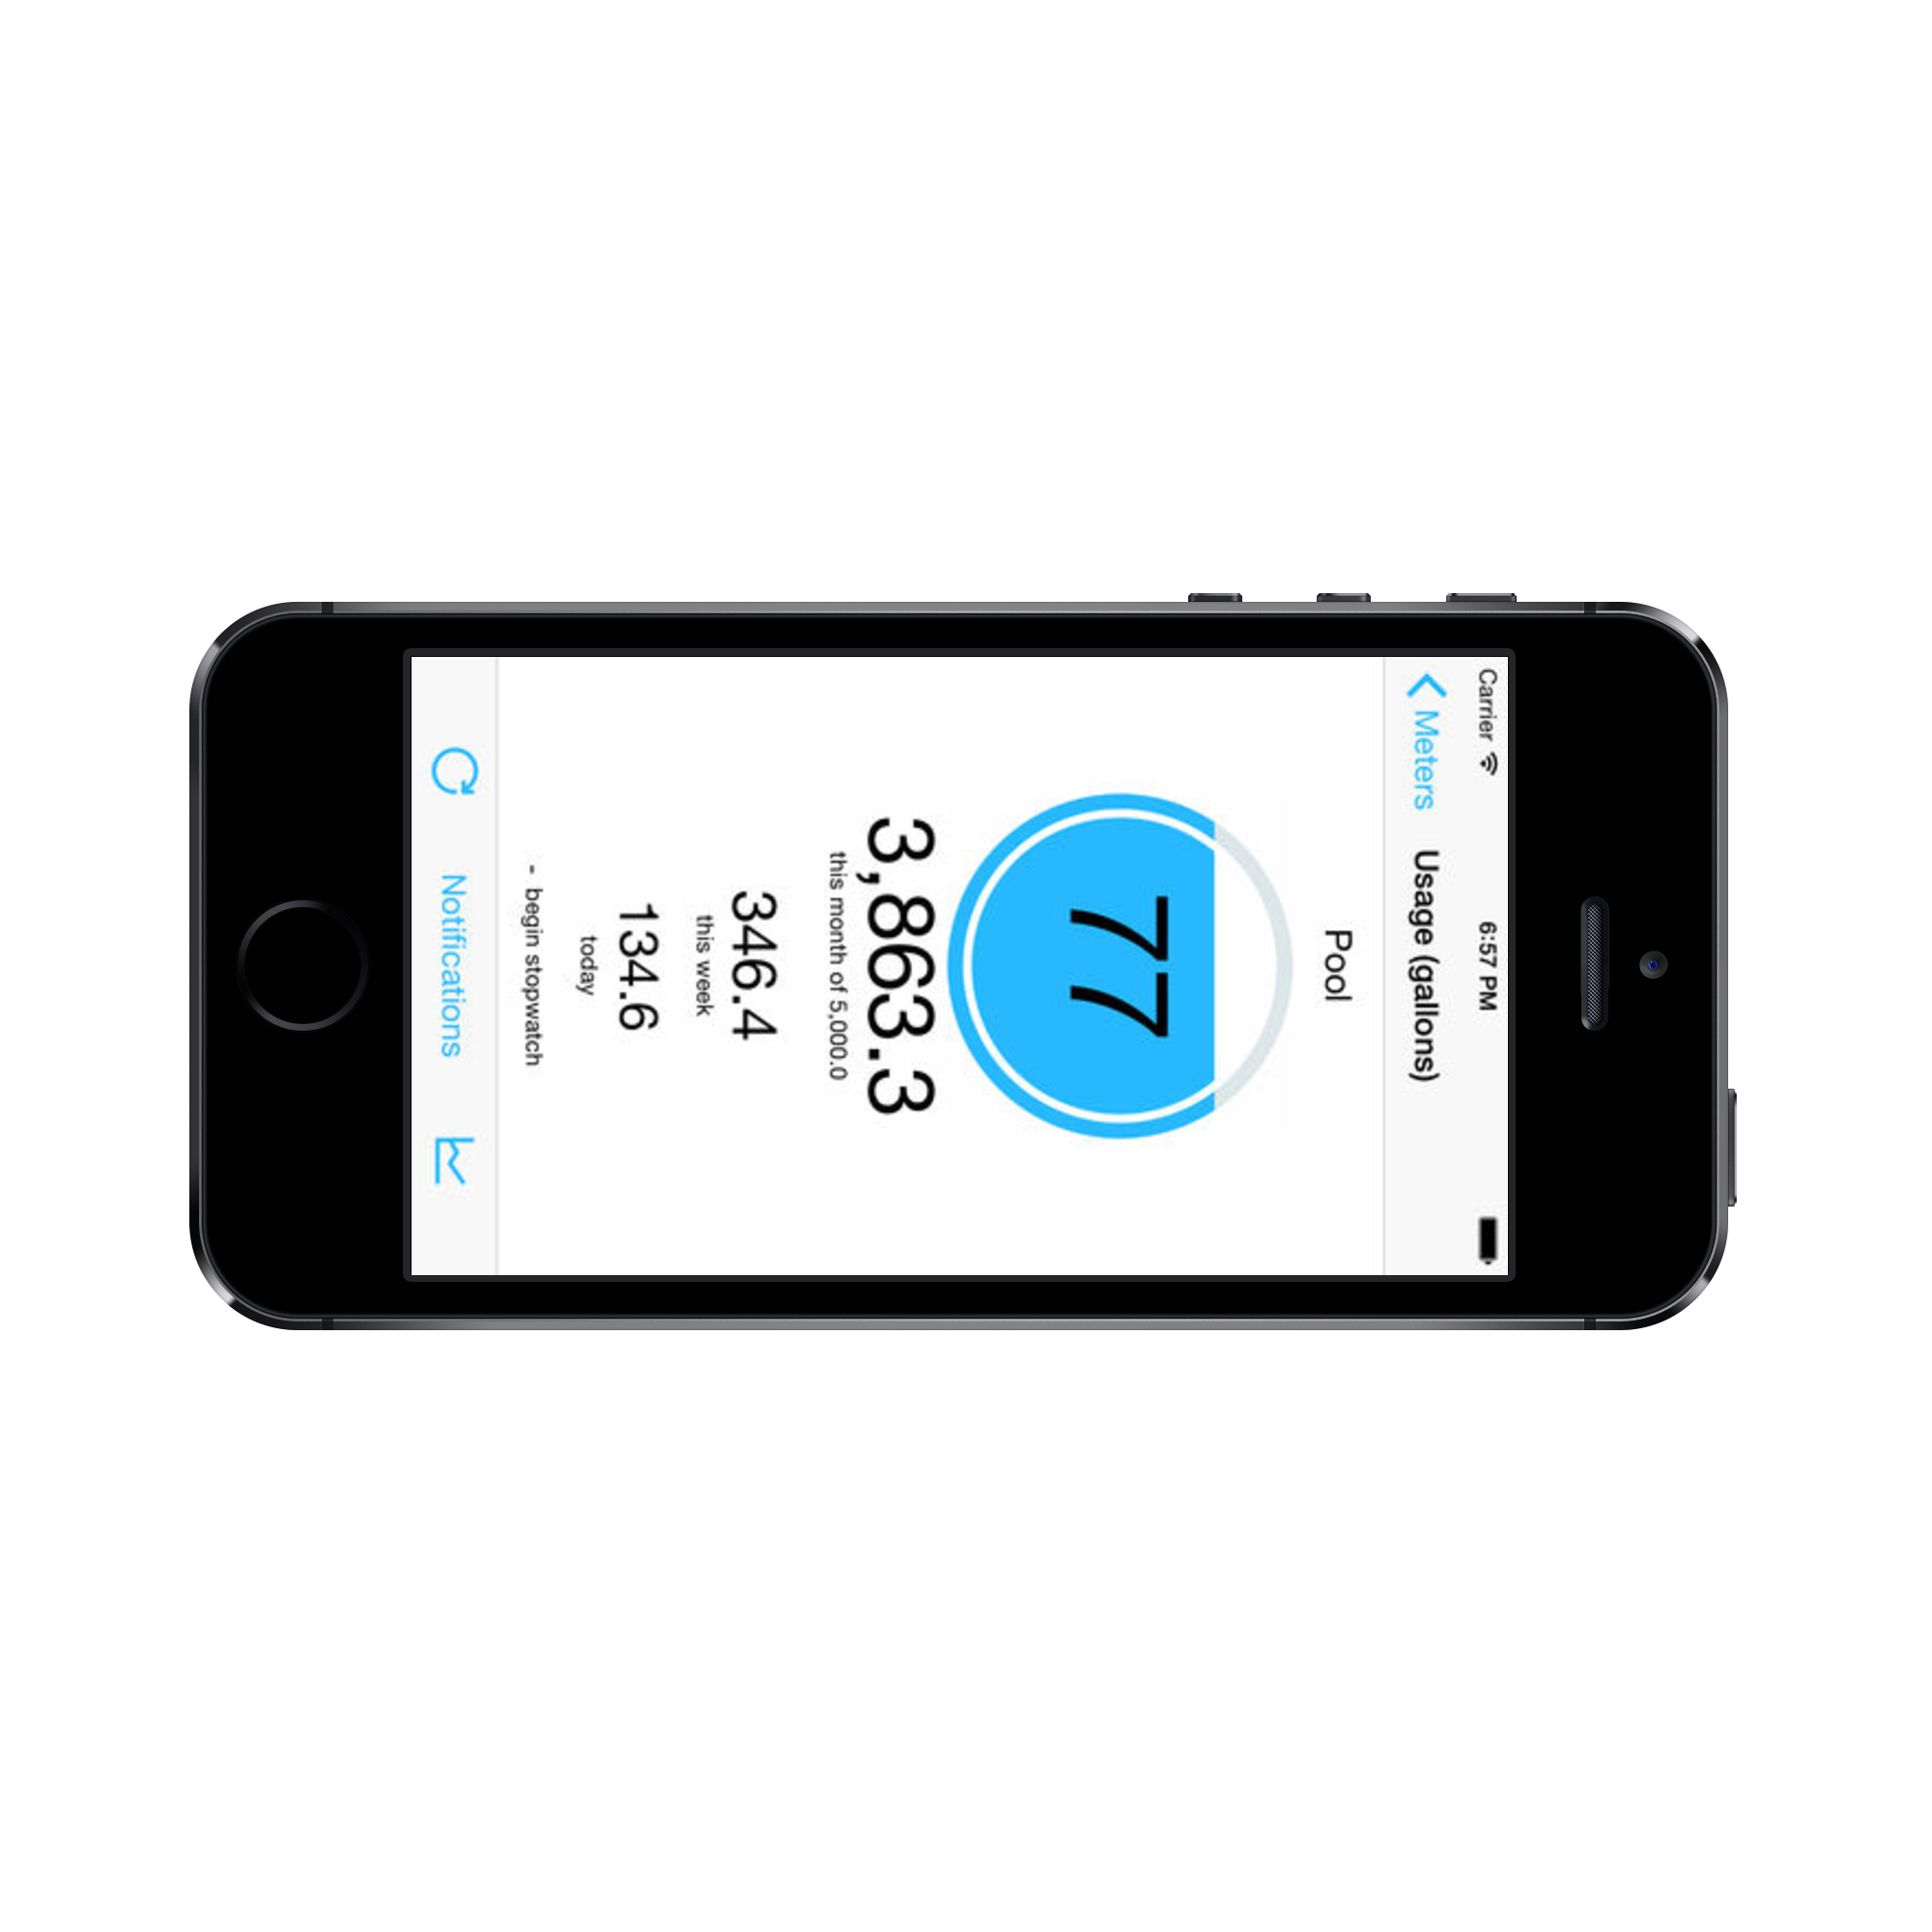 Carrier 6:57 PM
Meters Usage (gallons)
Pool
77
3,863.3
this month of 5,000.0
346.4
this week
134.6
today
- begin stopwatch
Notifications